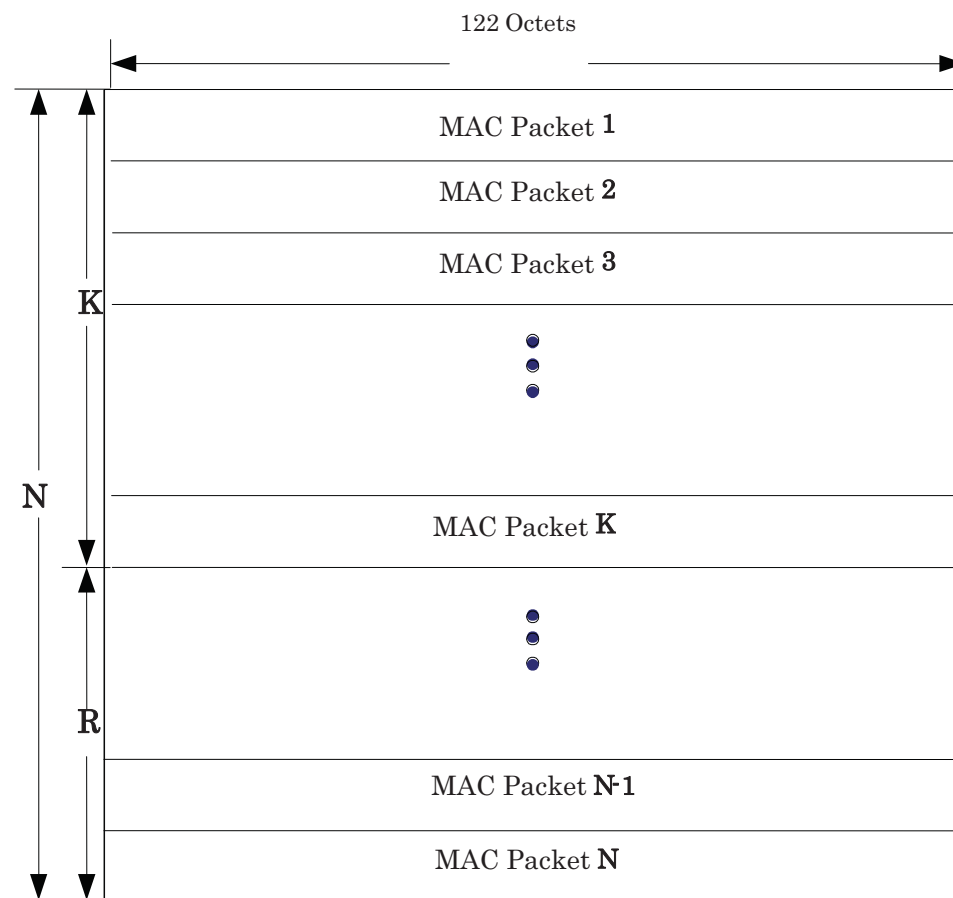 122 Octets
MAC Packet 1
MAC Packet 2
MAC Packet 3
K
N
MAC Packet K
R
MAC Packet N-1
MAC Packet N